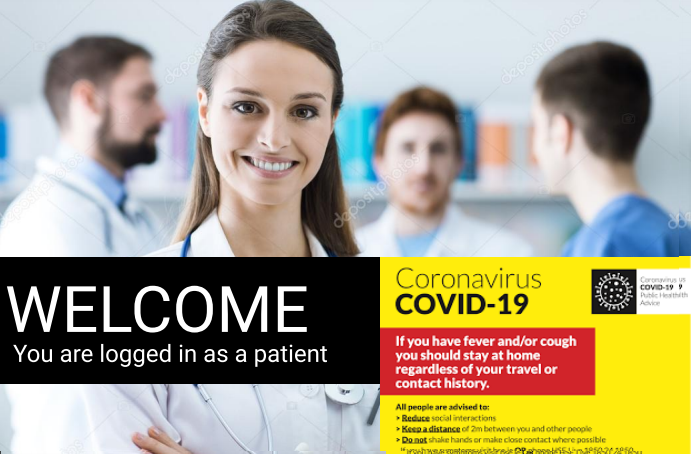 WELCOME
You are logged in as a patient
Coronavirus
COVID-19
Coronavirus
COVID-19
Public Health
Advice
If you have fever and/or cough
you should stay at home
regardless of your travel or
contact history.
All people are advised to:
> Reduce social interactions
> Keep a distance of 2m between you and other people
> Do not shake hands or make close contact where possible
depositphotos
depositphotos
depositphotos